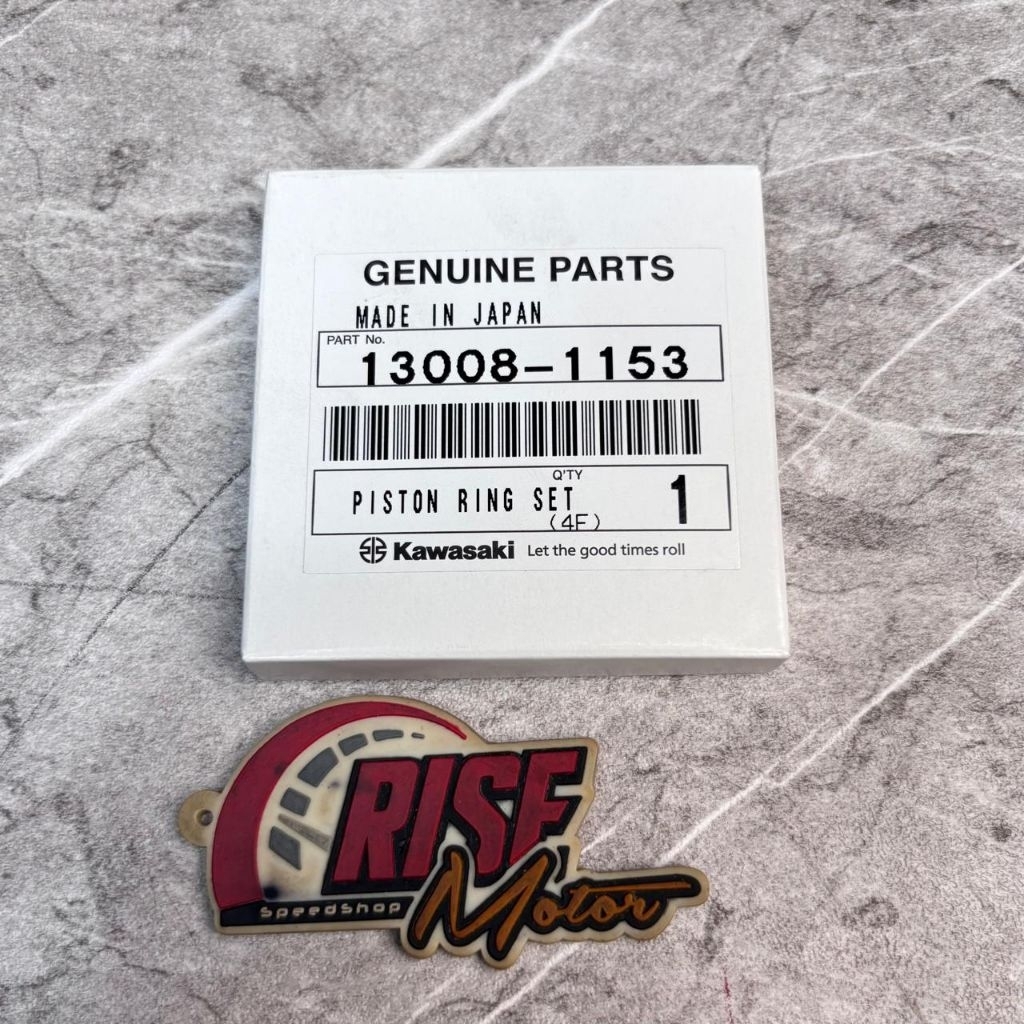 GENUINE PARTS
MADE IN JAPAN
PART No.
13008-1153
Q'TY
PISTON RING SET 1
(4F)
Kawasaki Let the good times roll
RISE
SpeedShop
Motor